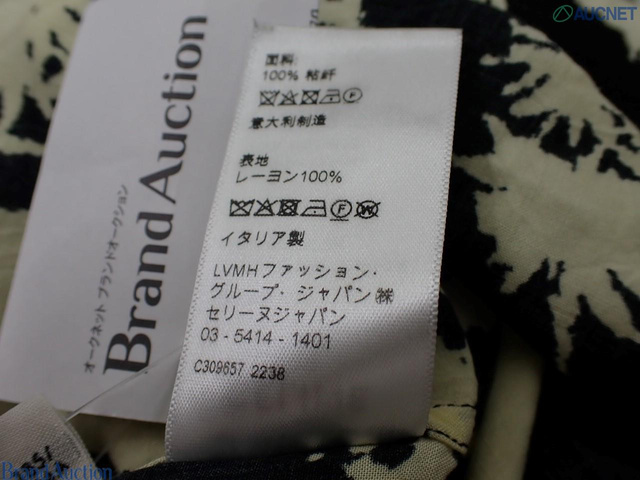 AUCNET
オークネット ブランドオークション
Brand Auction
面料:
100% 粘纤
意大利制造
表地
レーヨン100%
イタリア製
LVMHファッション・
グループ・ジャパン㈱
セリーヌジャパン
03-5414-1401
C309657 2238
Brand Auction